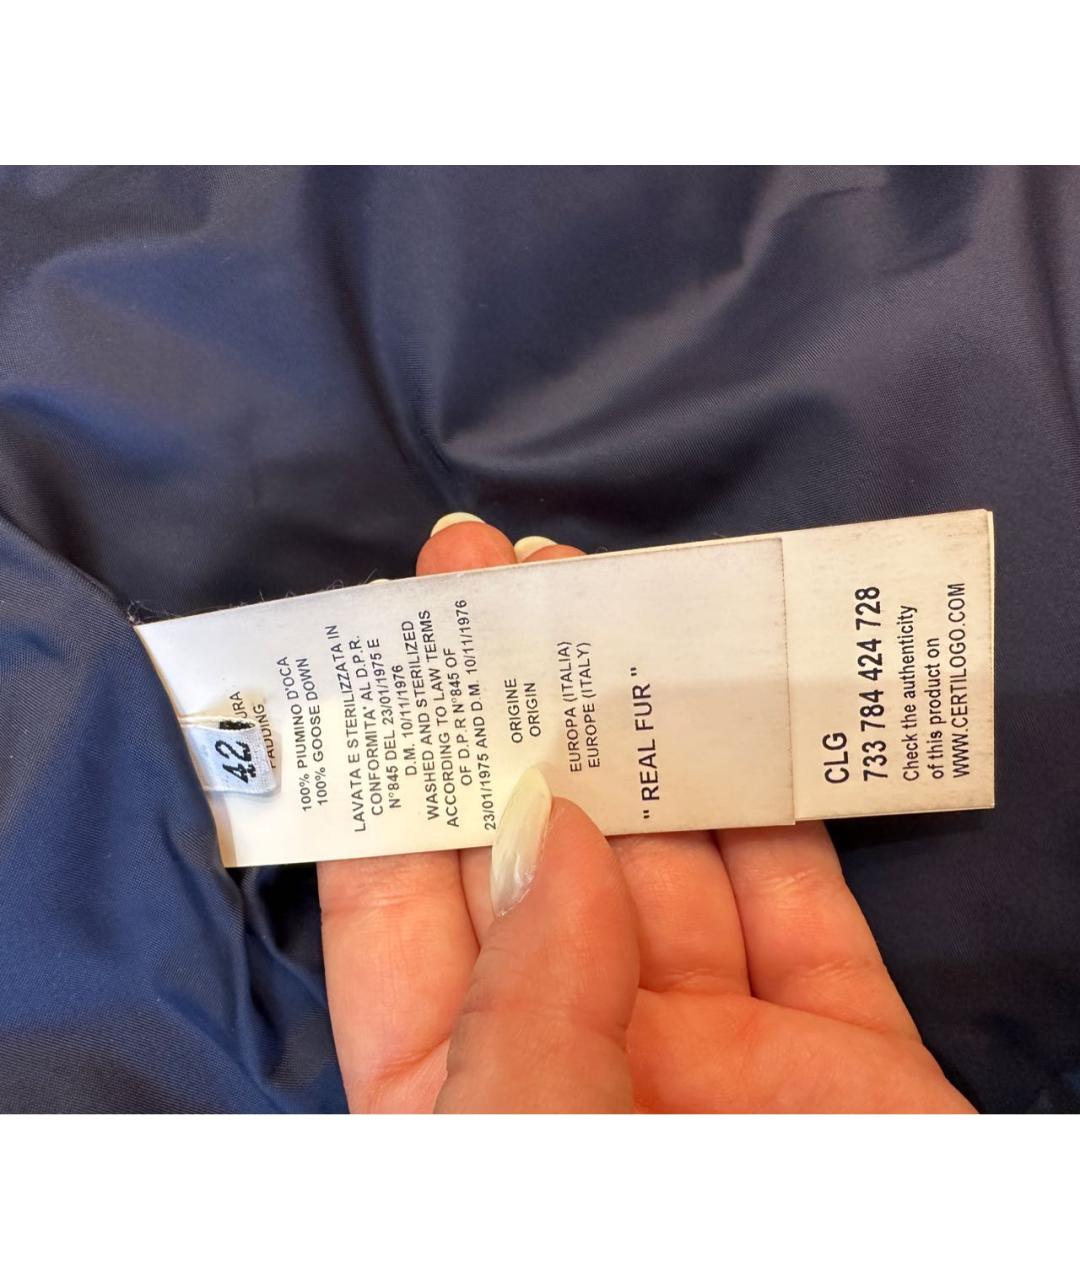 42
PADDING
100% PIUMINO D'OCA
100% GOOSE DOWN
LAVATA E STERILIZZATA IN
CONFORMITA' AL D.P.R.
N°845 DEL 23/01/1975 E
D.M. 10/11/1976
WASHED AND STERILIZED
ACCORDING TO LAW TERMS
OF D.P.R N°845 OF
23/01/1975 AND D.M. 10/11/1976
ORIGINE
ORIGIN
EUROPA (ITALIA)
EUROPE (ITALY)
" REAL FUR "
CLG
733 784 424 728
Check the authenticity
of this product on
WWW.CERTILOGO.COM